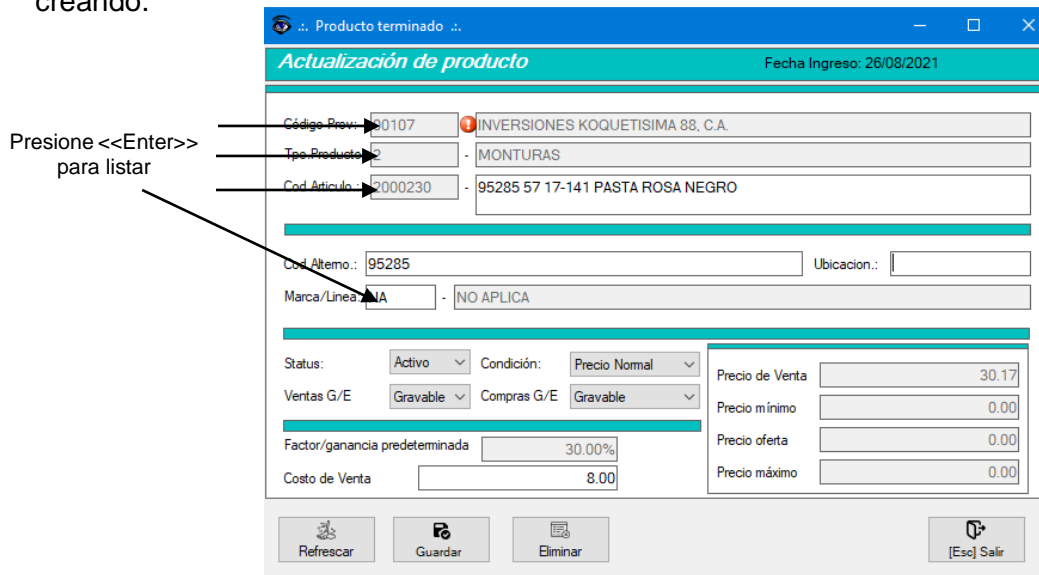 creando.
.:. Producto terminado .:.
Actualización de producto
Fecha Ingreso: 26/08/2021
Presione <<Enter>>
para listar
Código Prov: 00107 INVERSIONES KOQUETISIMA 88, C.A.
Tpo.Producto 2 - MONTURAS
Cod.Articulo.: 2000230 - 95285 57 17-141 PASTA ROSA NEGRO
Cod.Alterno.: 95285 Ubicacion.:
Marca/Linea: NA - NO APLICA
Status: Activo Condición: Precio Normal
Ventas G/E Gravable Compras G/E Gravable
Factor/ganancia predeterminada 30.00%
Costo de Venta 8.00
Precio de Venta 30.17
Precio mínimo 0.00
Precio oferta 0.00
Precio máximo 0.00
Refrescar Guardar Eliminar [Esc] Salir